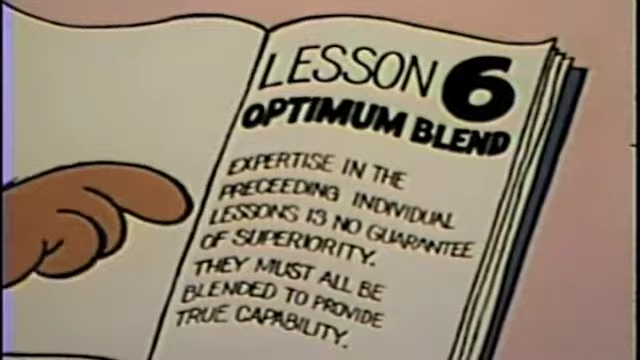 LESSON 6
OPTIMUM BLEND
EXPERTISE IN THE
PRECEEDING INDIVIDUAL
LESSONS IS NO GUARANTEE
OF SUPERIORITY.
THEY MUST ALL BE
BLENDED TO PROVIDE
TRUE CAPABILITY.